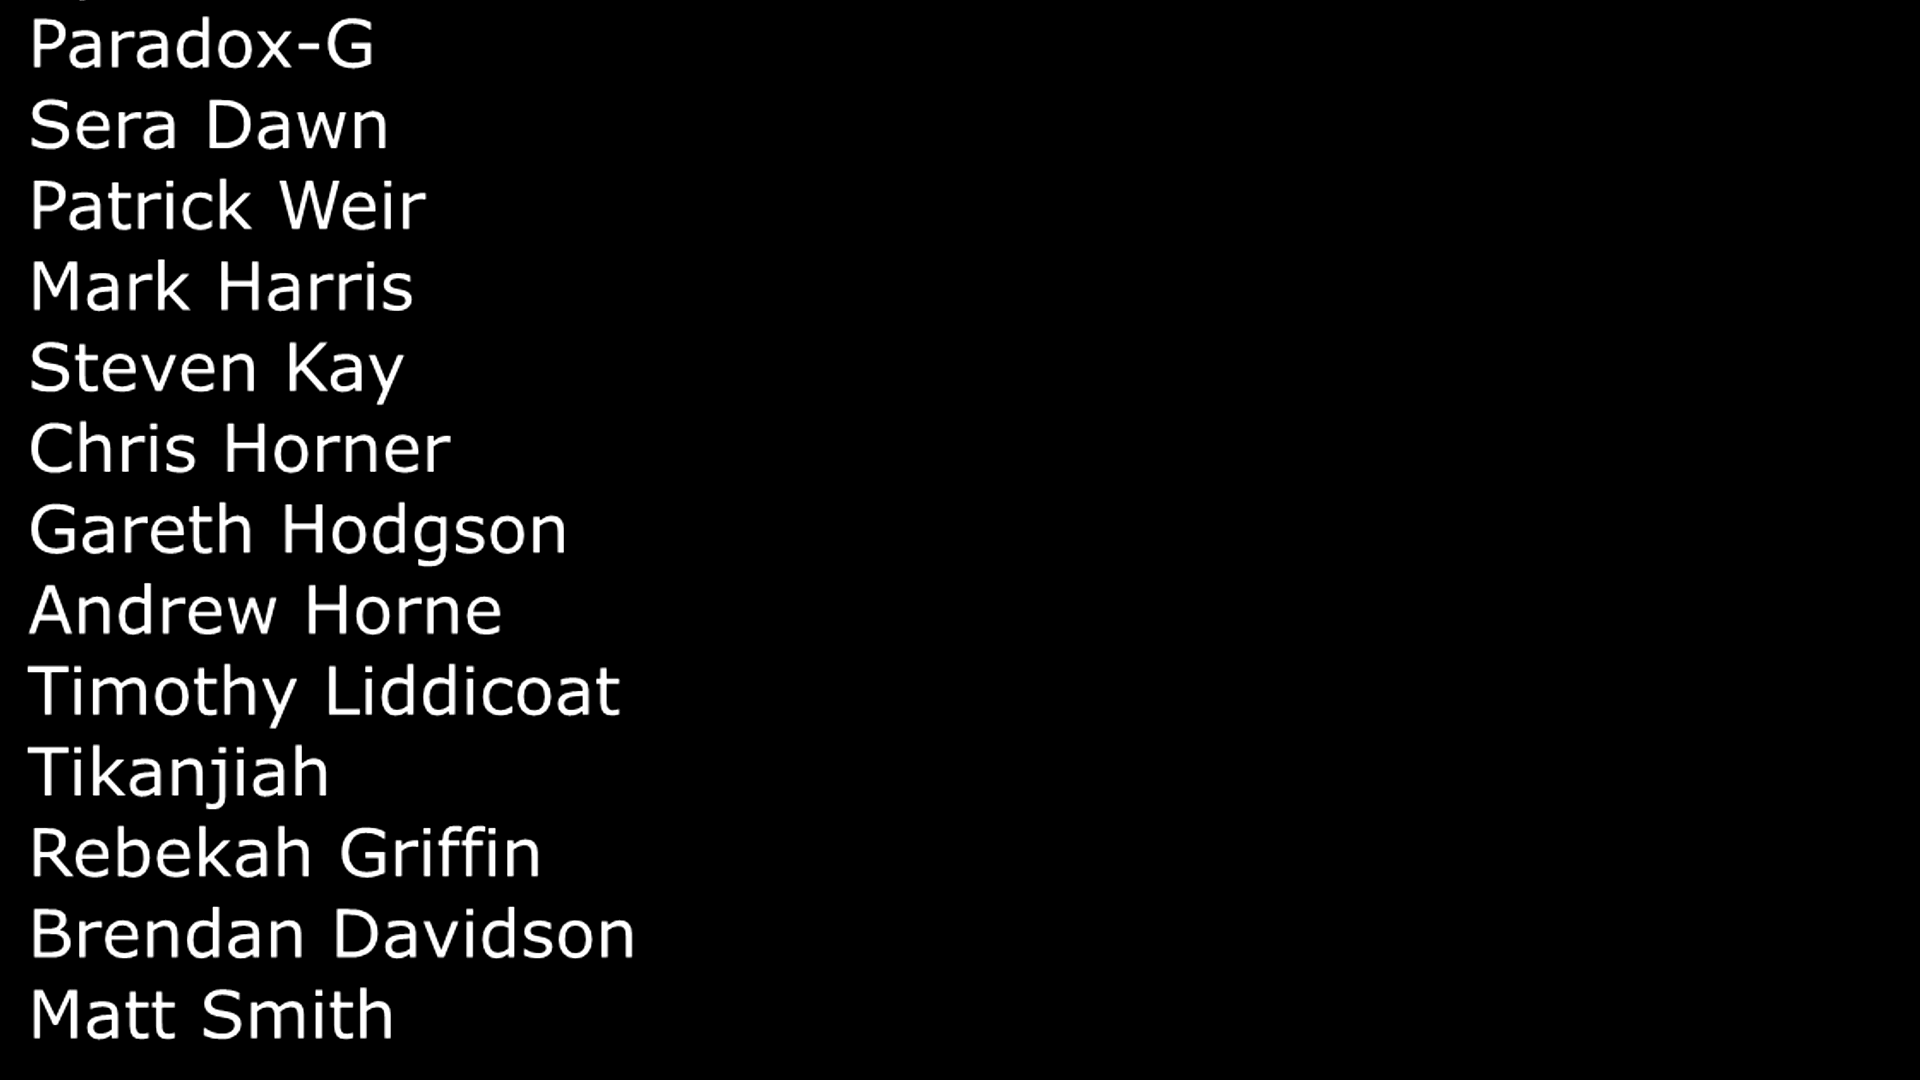 Paradox-G
Sera Dawn
Patrick Weir
Mark Harris
Steven Kay
Chris Horner
Gareth Hodgson
Andrew Horne
Timothy Liddicoat
Tikanjiah
Rebekah Griffin
Brendan Davidson
Matt Smith